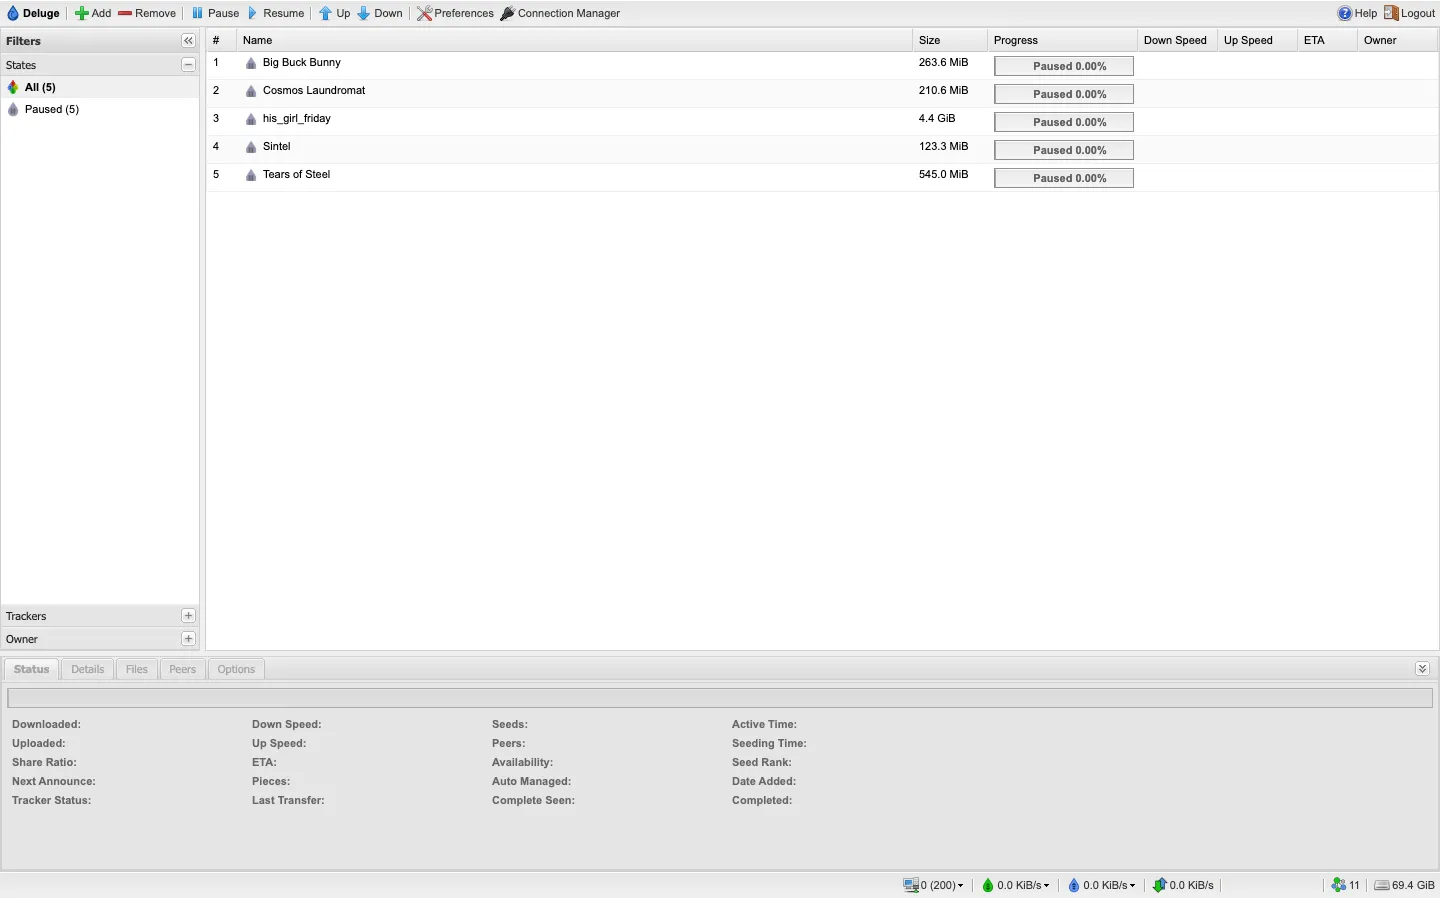 Deluge Add Remove Pause Resume Up Down Preferences Connection Manager Help Logout
Filters
States
All (5)
Paused (5)
Trackers
Owner
# Name Size Progress Down Speed Up Speed ETA Owner
1 Big Buck Bunny 263.6 MiB Paused 0.00%
2 Cosmos Laundromat 210.6 MiB Paused 0.00%
3 his_girl_friday 4.4 GiB Paused 0.00%
4 Sintel 123.3 MiB Paused 0.00%
5 Tears of Steel 545.0 MiB Paused 0.00%
Status Details Files Peers Options
Downloaded: Down Speed: Seeds: Active Time:
Uploaded: Up Speed: Peers: Seeding Time:
Share Ratio: ETA: Availability: Seed Rank:
Next Announce: Pieces: Auto Managed: Date Added:
Tracker Status: Last Transfer: Complete Seen: Completed:
0 (200) 0.0 KiB/s 0.0 KiB/s 0.0 KiB/s 11 69.4 GiB